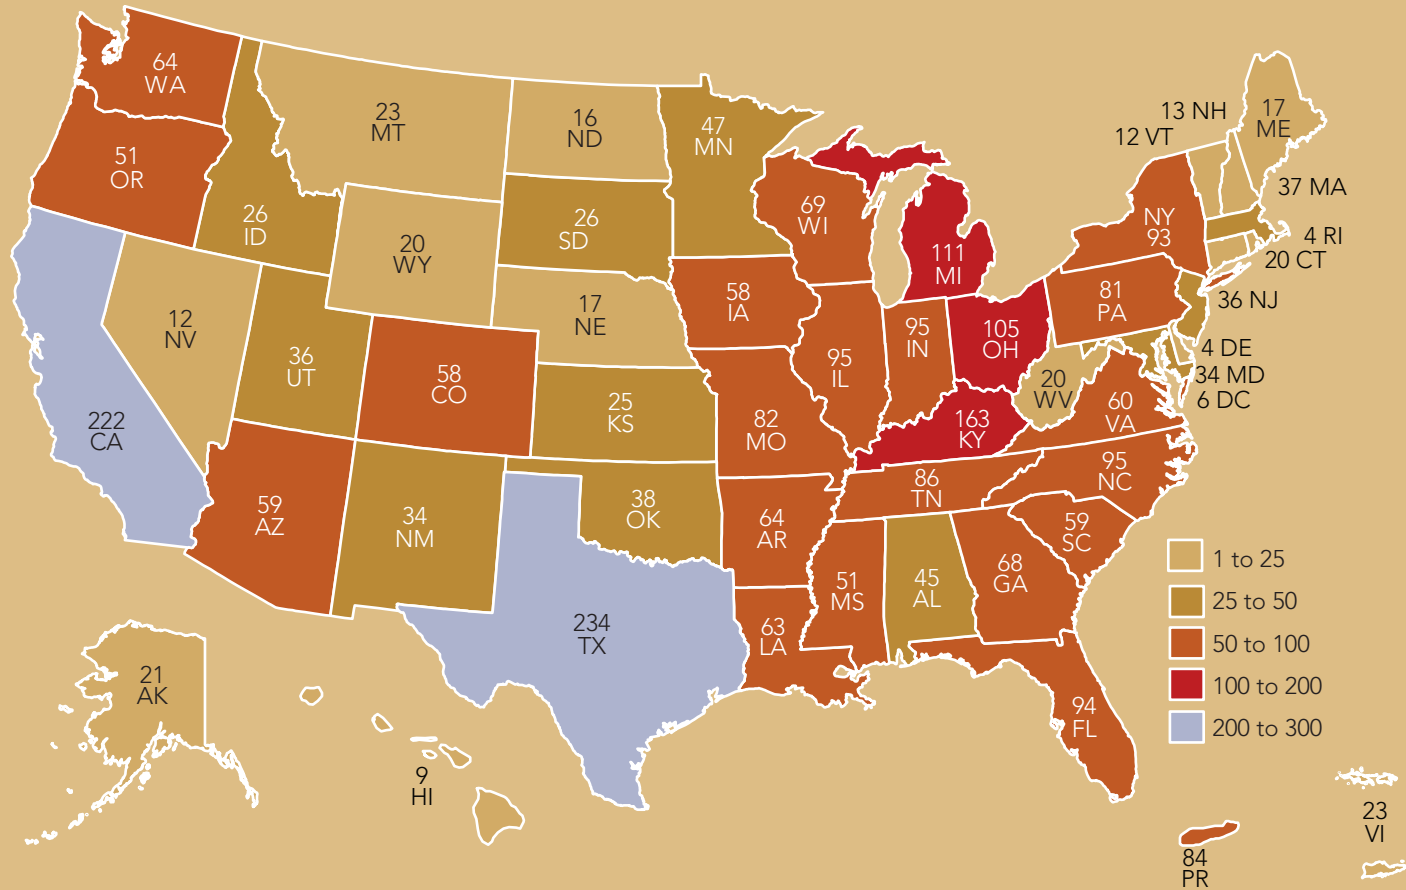 64
WA
23
MT
16
ND
47
MN
13 NH
12 VT
17
ME
51
OR
26
ID
20
WY
26
SD
69
WI
111
MI
NY
93
37 MA
4 RI
20 CT
36 NJ
12
NV
36
UT
58
CO
17
NE
58
IA
95
IL
95
IN
105
OH
81
PA
4 DE
34 MD
6 DC
222
CA
25
KS
82
MO
163
KY
20
WV
60
VA
59
AZ
34
NM
38
OK
64
AR
86
TN
95
NC
59
SC
234
TX
63
LA
51
MS
45
AL
68
GA
94
FL
1 to 25
25 to 50
50 to 100
100 to 200
200 to 300
21
AK
9
HI
84
PR
23
VI